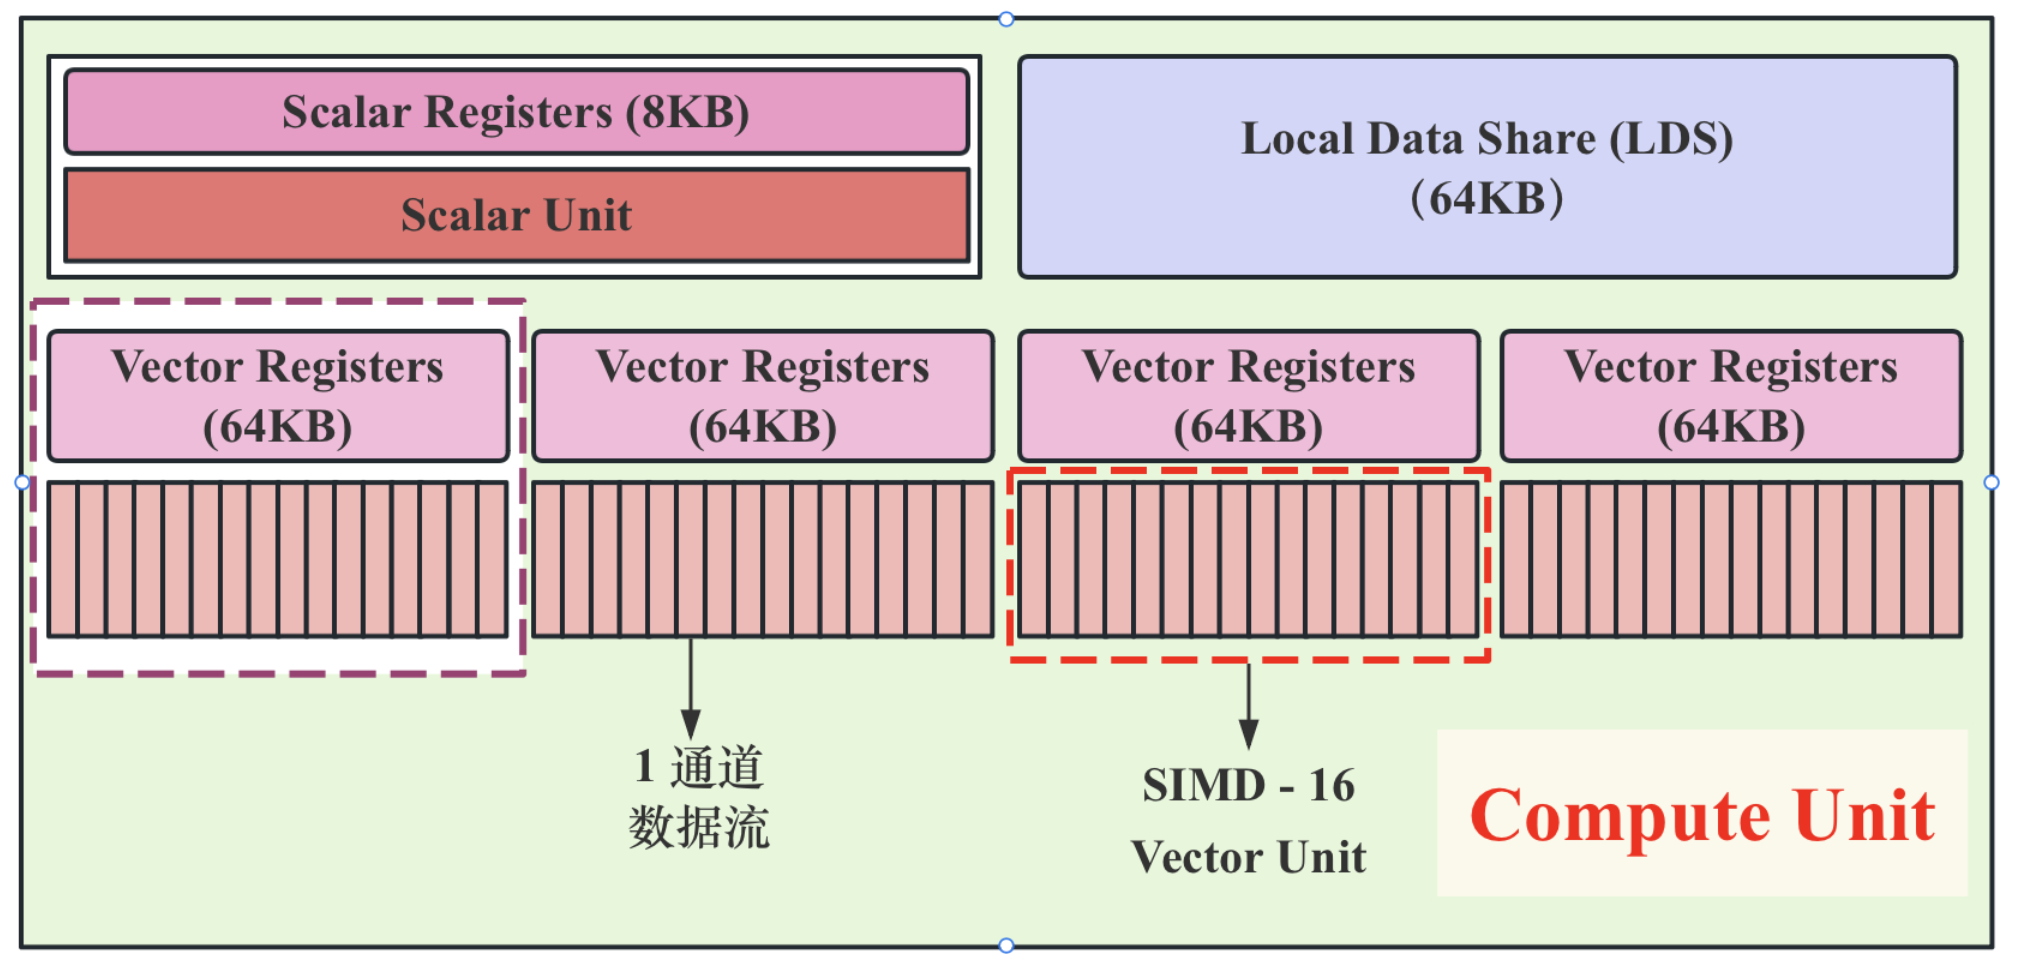 Scalar Registers (8KB)
Scalar Unit
Local Data Share (LDS)
（64KB）
Vector Registers
(64KB)
Vector Registers
(64KB)
Vector Registers
(64KB)
Vector Registers
(64KB)
1 通道
数据流
SIMD - 16
Vector Unit
Compute Unit